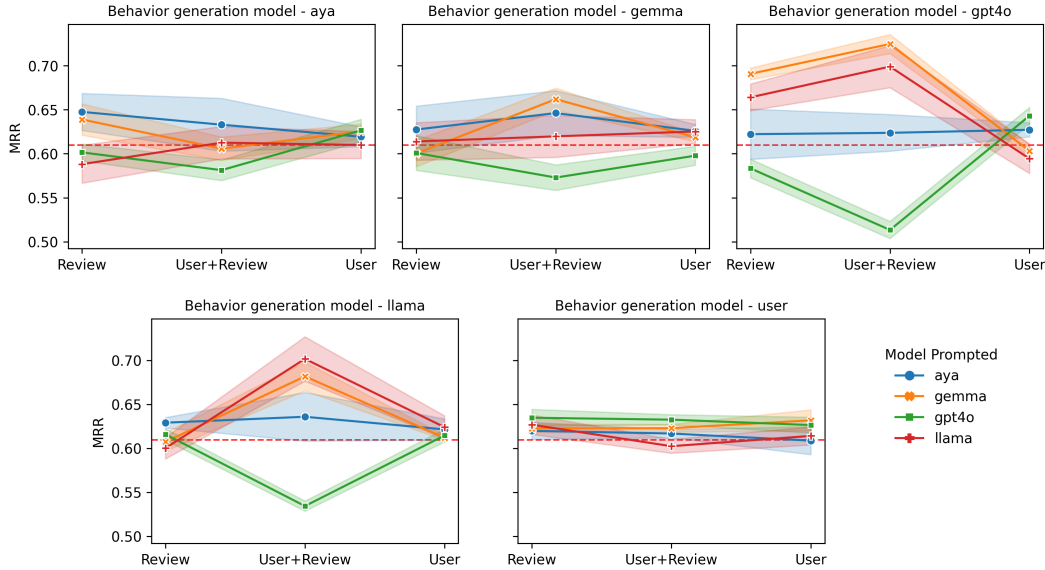 Behavior generation model - aya
Behavior generation model - gemma
Behavior generation model - gpt4o
MRR
0.70
0.65
0.60
0.55
0.50
Review
User+Review
User
Review
User+Review
User
Review
User+Review
User
Behavior generation model - llama
Behavior generation model - user
MRR
0.70
0.65
0.60
0.55
0.50
Review
User+Review
User
Review
User+Review
User
Model Prompted
aya
gemma
gpt4o
llama